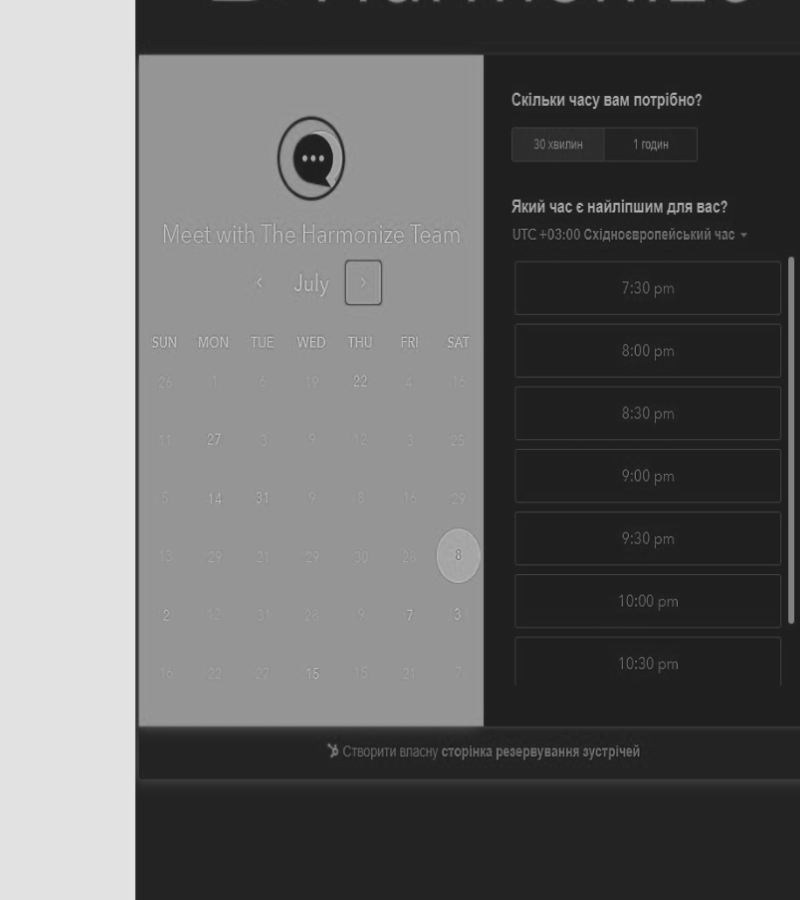 Harmonize
Meet with The Harmonize Team
July
SUN MON TUE WED THU FRI SAT
26 1 6 19 22 4 16
11 27 3 9 12 3 25
5 14 31 9 8 16 29
13 29 21 29 30 28 8
2 12 31 28 9 7 3
16 22 27 15 15 21 7
Скільки часу вам потрібно?
30 хвилин 1 годин
Який час є найліпшим для вас?
UTC +03:00 Східноєвропейський час
7:30 pm
8:00 pm
8:30 pm
9:00 pm
9:30 pm
10:00 pm
10:30 pm
Створити власну сторінка резервування зустрічей